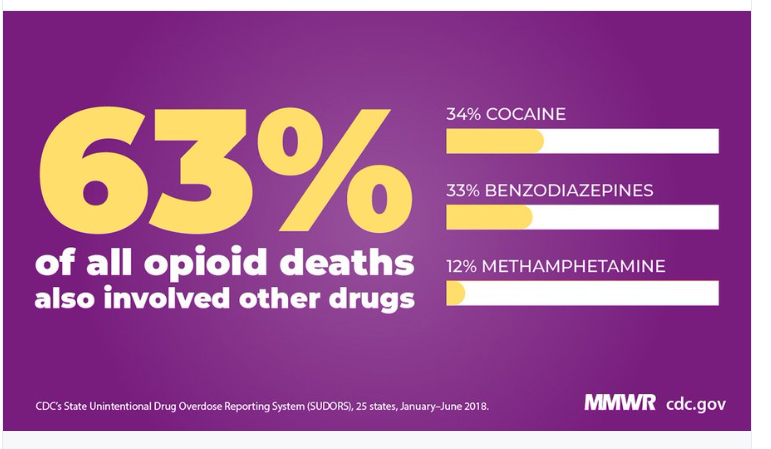 63%
of all opioid deaths
also involved other drugs
34% COCAINE
33% BENZODIAZEPINES
12% METHAMPHETAMINE
CDC's State Unintentional Drug Overdose Reporting System (SUDORS), 25 states, January–June 2018.
MMWR cdc.gov